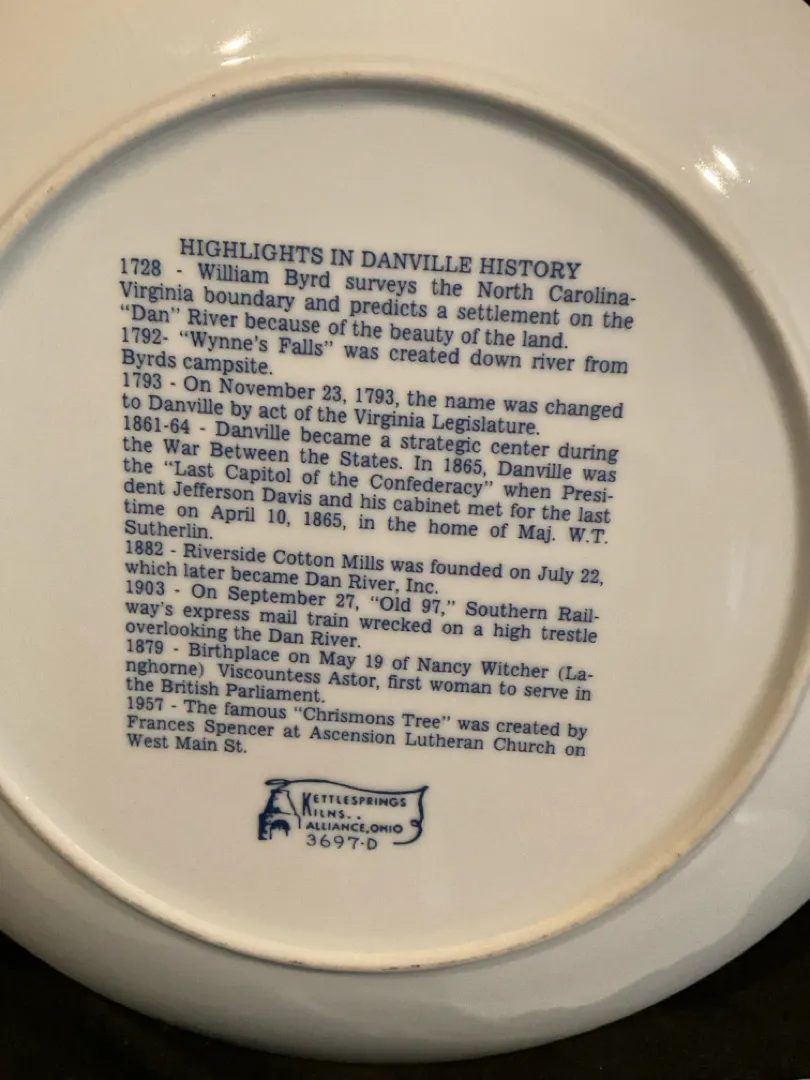 HIGHLIGHTS IN DANVILLE HISTORY
1728 - William Byrd surveys the North Carolina-
Virginia boundary and predicts a settlement on the
“Dan” River because of the beauty of the land.
1792- “Wynne's Falls” was created down river from
Byrds campsite.
1793 - On November 23, 1793, the name was changed
to Danville by act of the Virginia Legislature.
1861-64 - Danville became a strategic center during
the War Between the States. In 1865, Danville was
the “Last Capitol of the Confederacy” when Presi-
dent Jefferson Davis and his cabinet met for the last
time on April 10, 1865, in the home of Maj. W.T.
Sutherlin.
1882 - Riverside Cotton Mills was founded on July 22,
which later became Dan River, Inc.
1903 - On September 27, “Old 97,” Southern Rail-
way's express mail train wrecked on a high trestle
overlooking the Dan River.
1879 - Birthplace on May 19 of Nancy Witcher (La-
nghorne) Viscountess Astor, first woman to serve in
the British Parliament.
1957 - The famous “Chrismons Tree” was created by
Frances Spencer at Ascension Lutheran Church on
West Main St.
KETTLESPRINGS
KILNS..
ALLIANCE, OHIO
3697-D